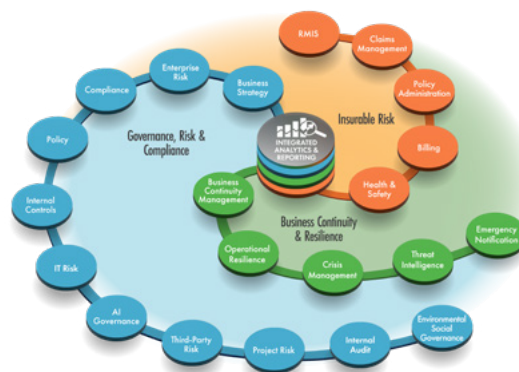 RMIS
Claims
Management
Policy
Administration
Billing
Health &
Safety
Insurable Risk
Enterprise
Risk
Business
Strategy
Compliance
Governance, Risk &
Compliance
INTEGRATED
ANALYTICS &
REPORTING
Policy
Internal
Controls
IT Risk
AI
Governance
Third-Party
Risk
Project Risk
Internal
Audit
Environmental
Social
Governance
Business
Continuity
Management
Business Continuity
& Resilience
Operational
Resilience
Crisis
Management
Threat
Intelligence
Emergency
Notification